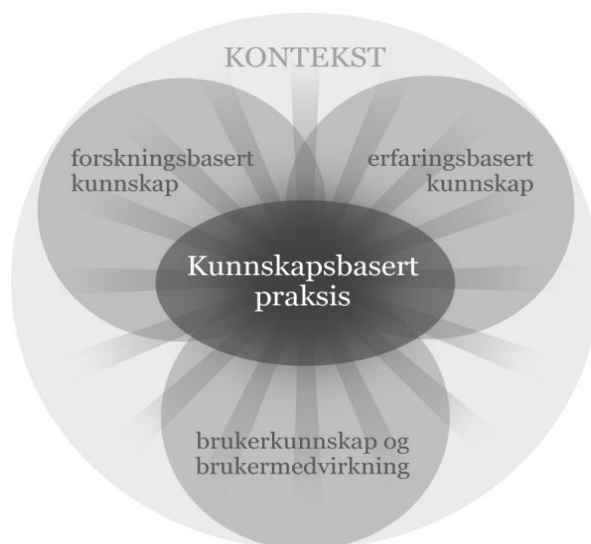 KONTEKST
forskningsbasert
kunnskap
erfaringsbasert
kunnskap
Kunnskapsbasert
praksis
brukerkunnskap og
brukermedvirkning